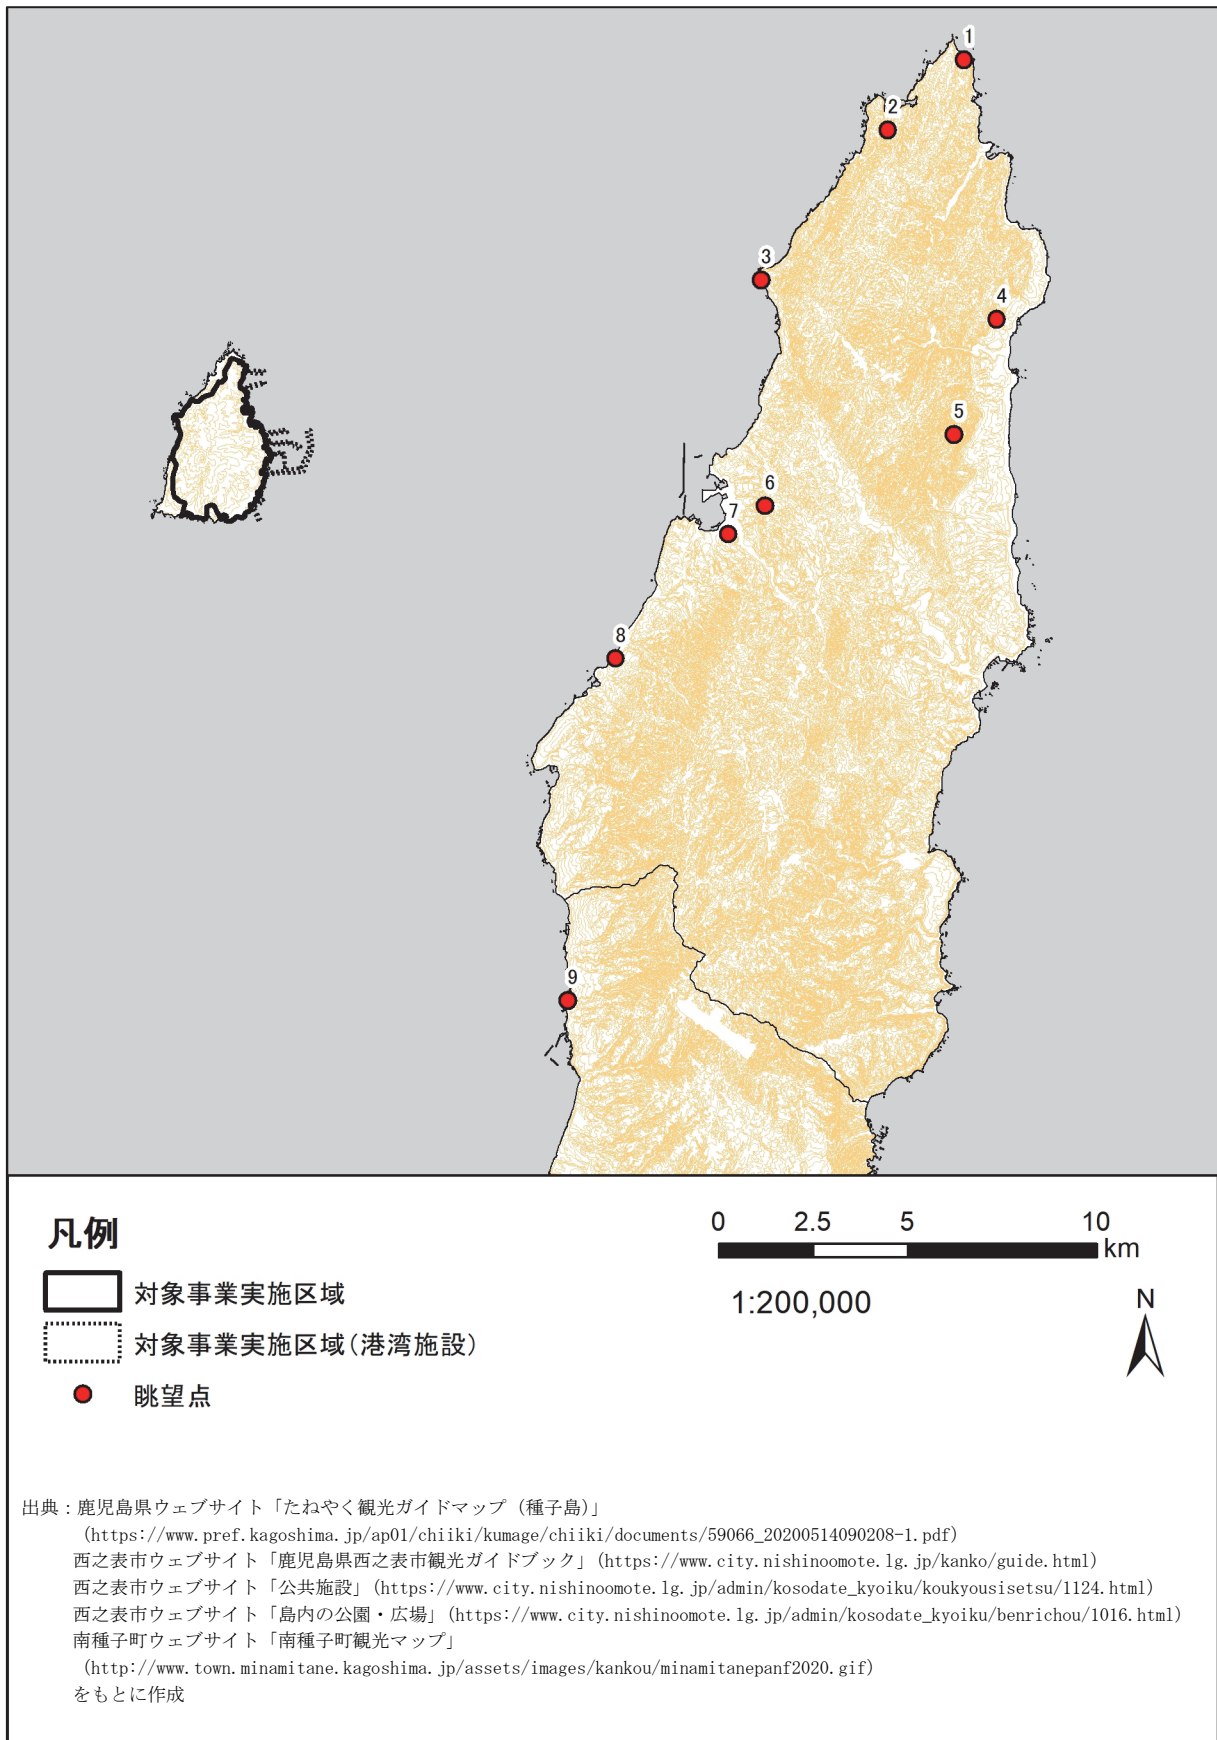 1
2
3
4
5
6
7
8
9
凡例
対象事業実施区域
対象事業実施区域(港湾施設)
眺望点
0 2.5 5 10
km
1:200,000
N
出典：鹿児島県ウェブサイト「たねやく観光ガイドマップ（種子島）」
（https://www.pref.kagoshima.jp/ap01/chiiki/kumage/chiiki/documents/59066_20200514090208-1.pdf）
西之表市ウェブサイト「鹿児島県西之表市観光ガイドブック」（https://www.city.nishinoomote.lg.jp/kanko/guide.html）
西之表市ウェブサイト「公共施設」（https://www.city.nishinoomote.lg.jp/admin/kosodate_kyoiku/koukyousisetsu/1124.html）
西之表市ウェブサイト「島内の公園・広場」（https://www.city.nishinoomote.lg.jp/admin/kosodate_kyoiku/benrichou/1016.html）
南種子町ウェブサイト「南種子町観光マップ」
（http://www.town.minamitane.kagoshima.jp/assets/images/kankou/minamitanepanf2020.gif）
をもとに作成